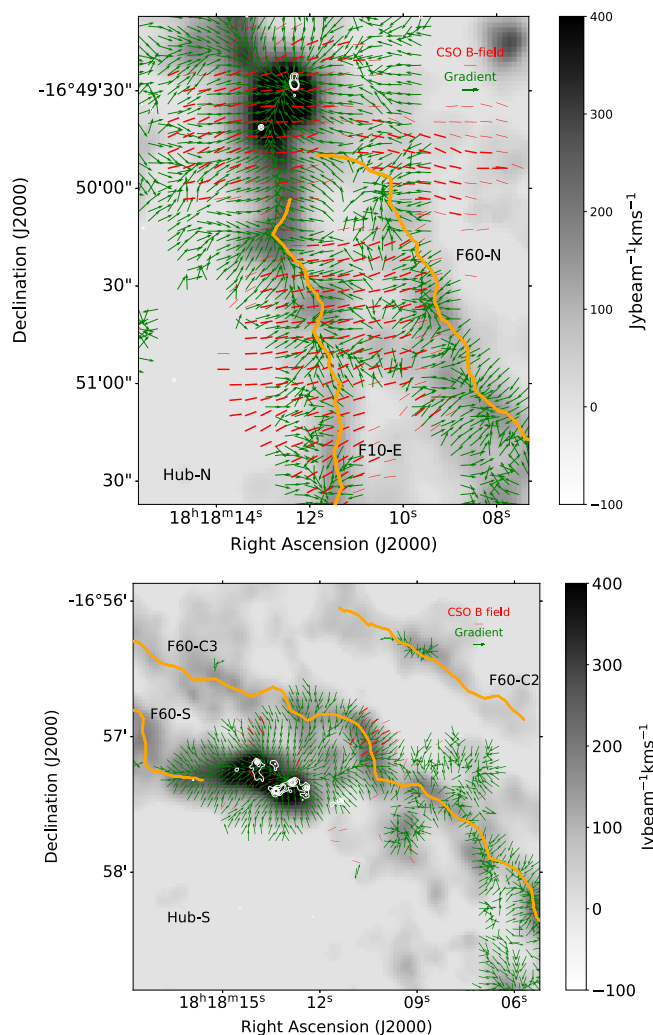 CSO B-field
Gradient
-16°49'30"
50'00"
30"
51'00"
30"
F60-N
F10-E
Hub-N
18ʰ18ᵐ14ˢ
12ˢ
10ˢ
08ˢ
Right Ascension (J2000)
Declination (J2000)
400
300
200
100
0
−100
Jybeam⁻¹kms⁻¹
CSO B field
Gradient
-16°56'
57'
58'
F60-C3
F60-S
F60-C2
Hub-S
18ʰ18ᵐ15ˢ
12ˢ
09ˢ
06ˢ
Right Ascension (J2000)
Declination (J2000)
400
300
200
100
0
−100
Jybeam⁻¹kms⁻¹